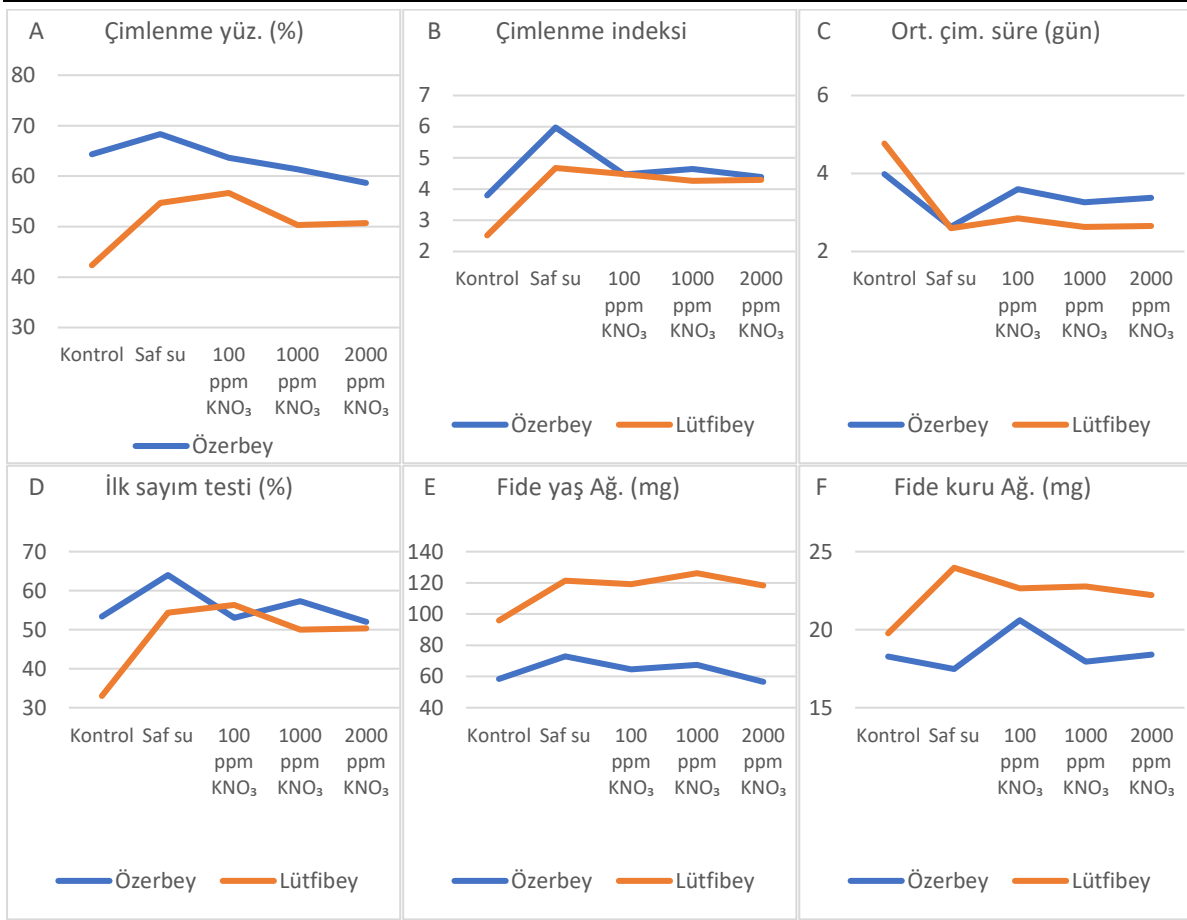 A Çimlenme yüz. (%)
80
70
60
50
40
30
Kontrol Saf su 100 1000 2000
ppm ppm ppm
KNO₃ KNO₃ KNO₃
Özerbey
B Çimlenme indeksi
7
6
5
4
3
2
Kontrol Saf su 100 1000 2000
ppm ppm ppm
KNO₃ KNO₃ KNO₃
Özerbey Lütfibey
C Ort. çim. süre (gün)
6
4
2
Kontrol Saf su 100 1000 2000
ppm ppm ppm
KNO₃ KNO₃ KNO₃
Özerbey Lütfibey
D İlk sayım testi (%)
70
60
50
40
30
Kontrol Saf su 100 1000 2000
ppm ppm ppm
KNO₃ KNO₃ KNO₃
Özerbey Lütfibey
E Fide yaş Ağ. (mg)
140
120
100
80
60
40
Kontrol Saf su 100 1000 2000
ppm ppm ppm
KNO₃ KNO₃ KNO₃
Özerbey Lütfibey
F Fide kuru Ağ. (mg)
25
20
15
Kontrol Saf su 100 1000 2000
ppm ppm ppm
KNO₃ KNO₃ KNO₃
Özerbey Lütfibey